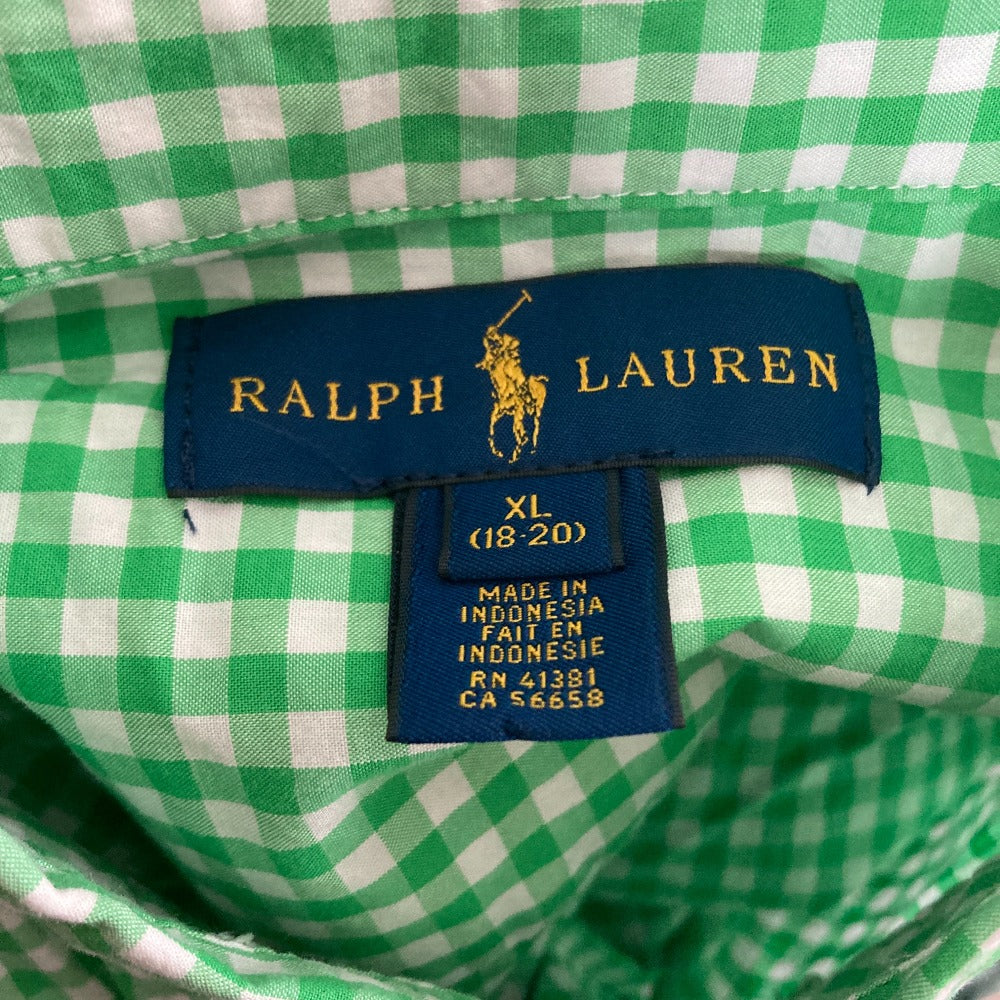 RALPH LAUREN
XL
(18-20)
MADE IN
INDONESIA
FAIT EN
INDONESIE
RN 41381
CA 56658